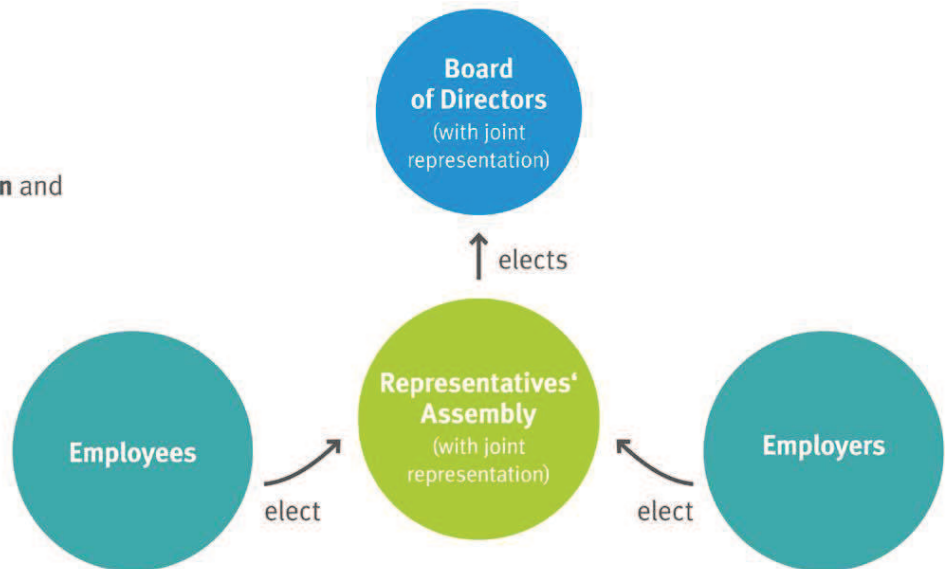 Board
of Directors
(with joint
representation)
n and
elects
Representatives‘
Assembly
(with joint
representation)
Employees
Employers
elect
elect